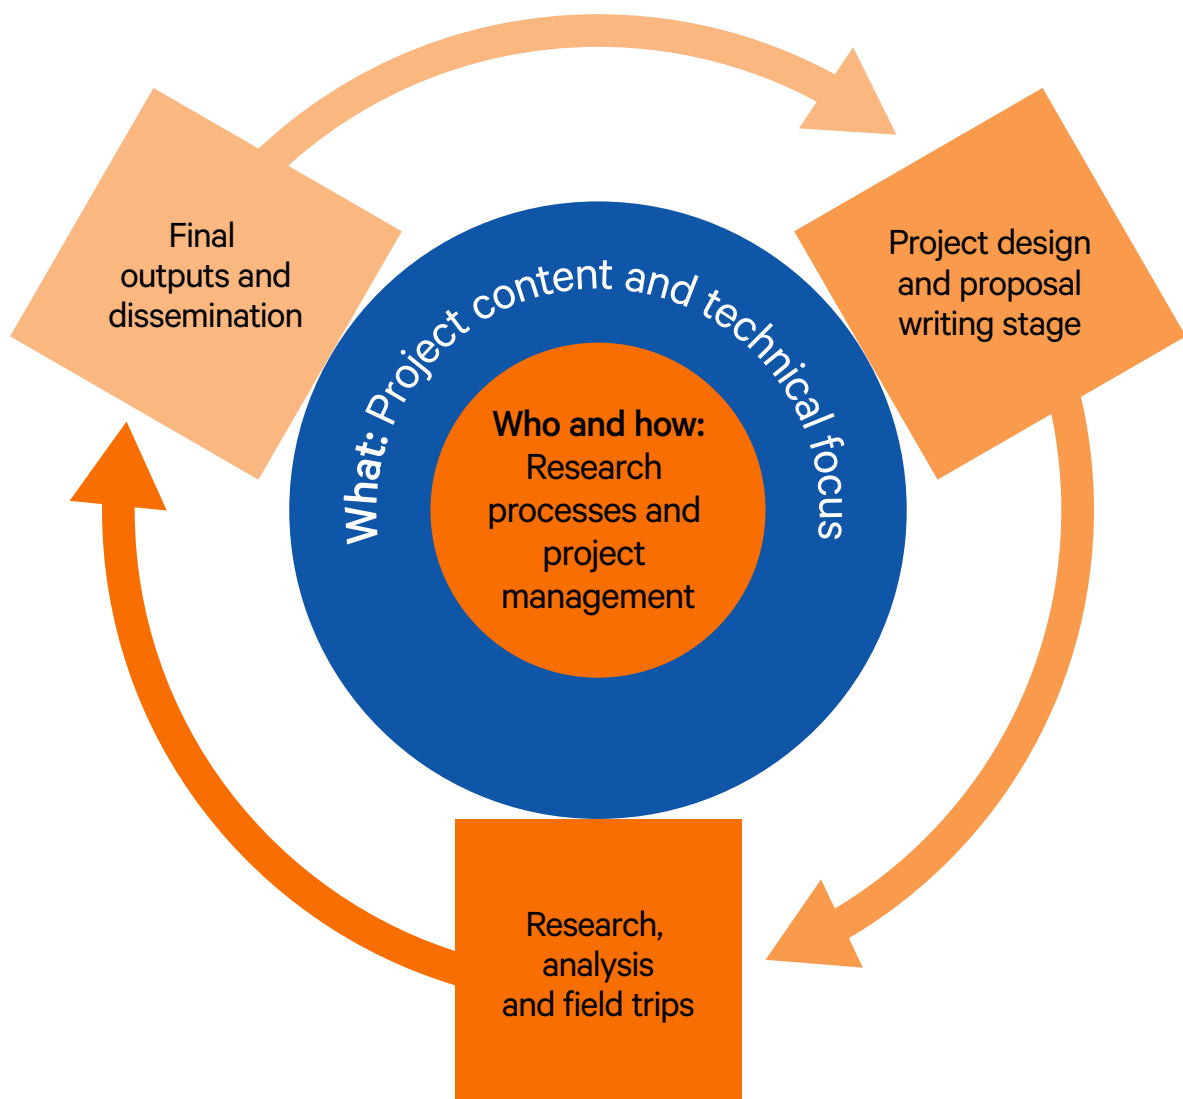 Final
outputs and
dissemination
Project design
and proposal
writing stage
What: Project content and technical focus
Who and how:
Research
processes and
project
management
Research,
analysis
and field trips